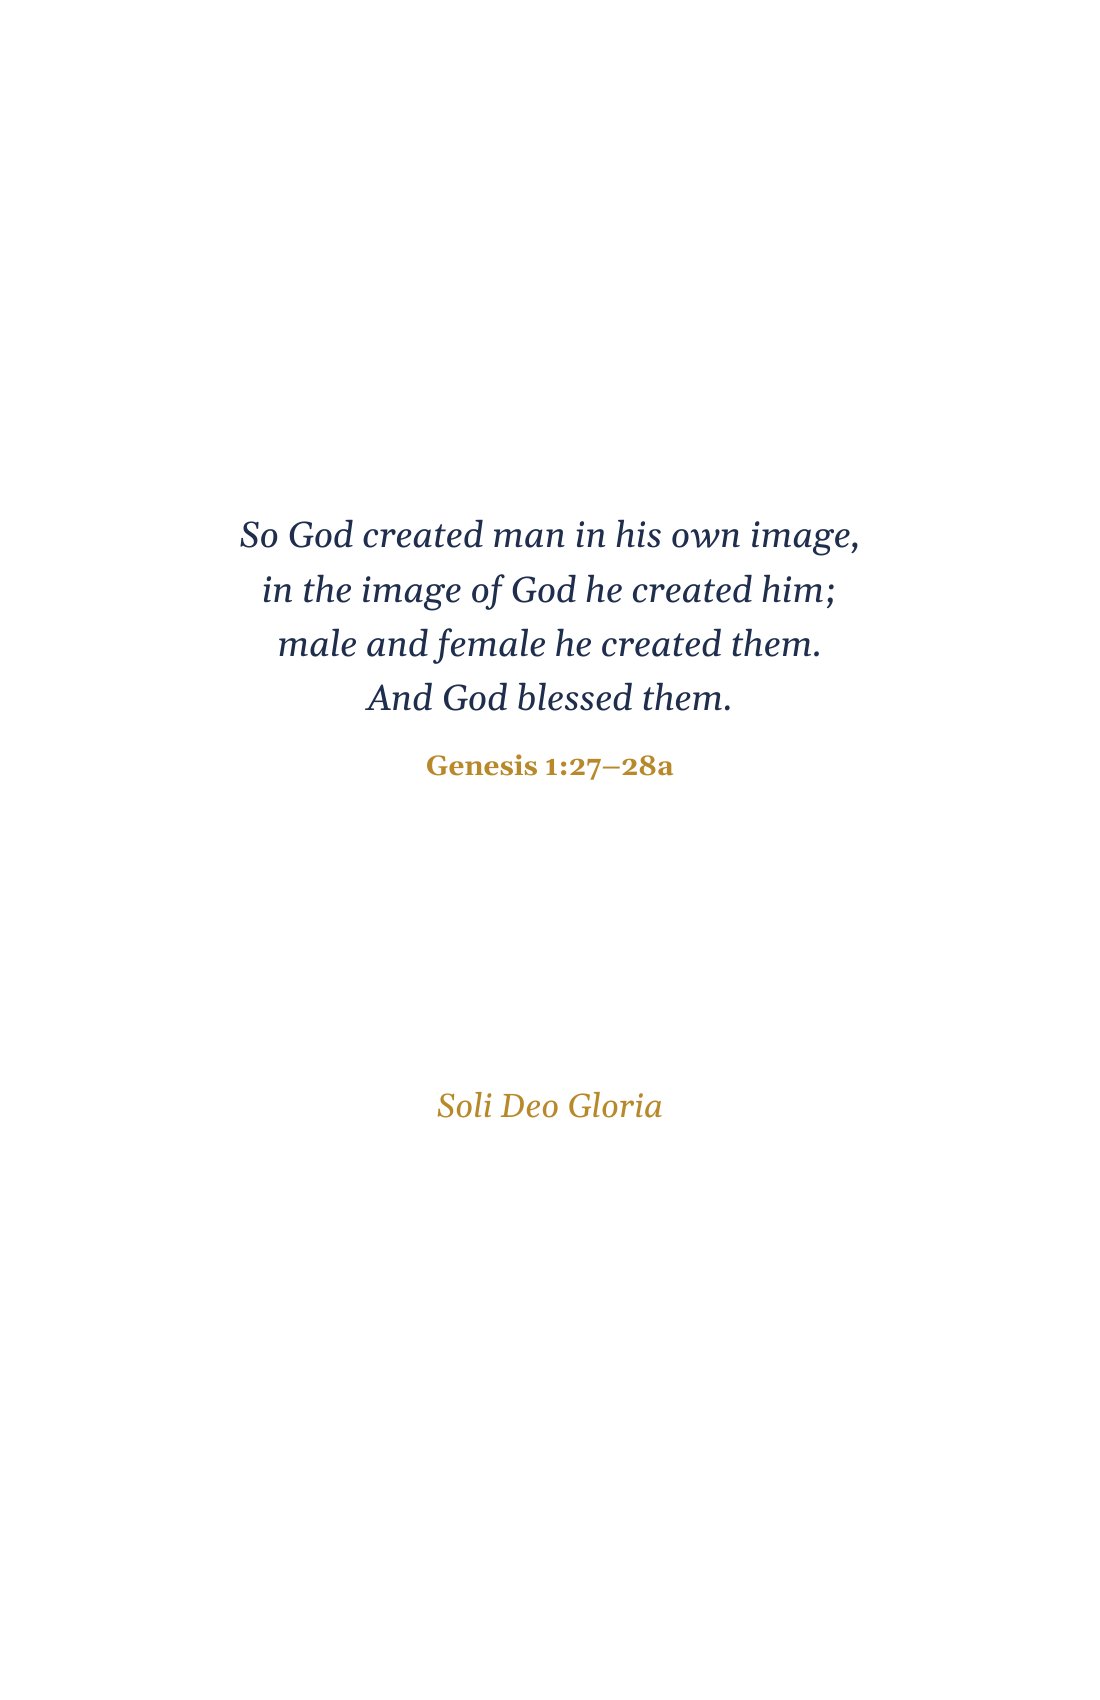 So God created man in his own image,
in the image of God he created him;
male and female he created them.
And God blessed them.
Genesis 1:27–28a
Soli Deo Gloria